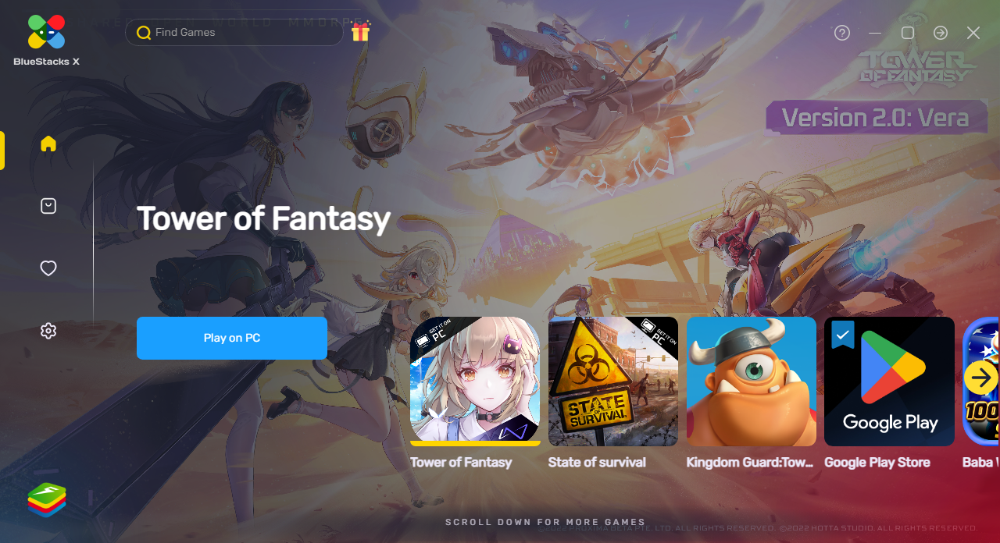 WORLD MMORPG
Find Games
BlueStacks X
TOWER
OF FANTASY
Version 2.0: Vera
Tower of Fantasy
Play on PC
GET IT ON
PC
STATE
OF
SURVIVAL
GET IT ON
PC
Google Play
100
Tower of Fantasy
State of survival
Kingdom Guard:Tow...
Google Play Store
Baba
SCROLL DOWN FOR MORE GAMES
©2022 PROXIMA BETA PTE. LTD. ALL RIGHTS RESERVED. ©2022 HOTTA STUDIO. ALL RIGHTS RESERVED.